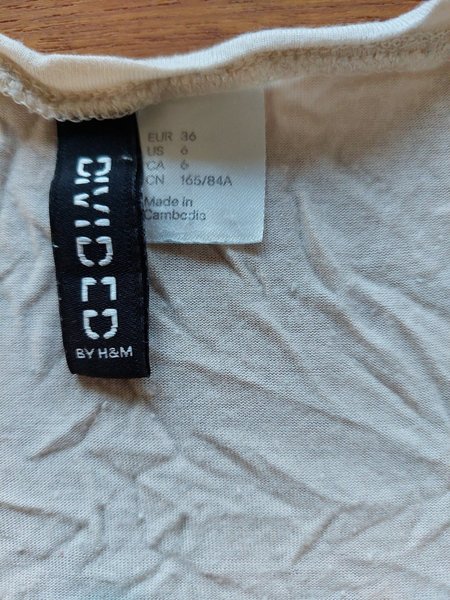 DIVIDED
BY H&M
EUR 36
US 6
CA 6
CN 165/84A
Made in
Cambodia